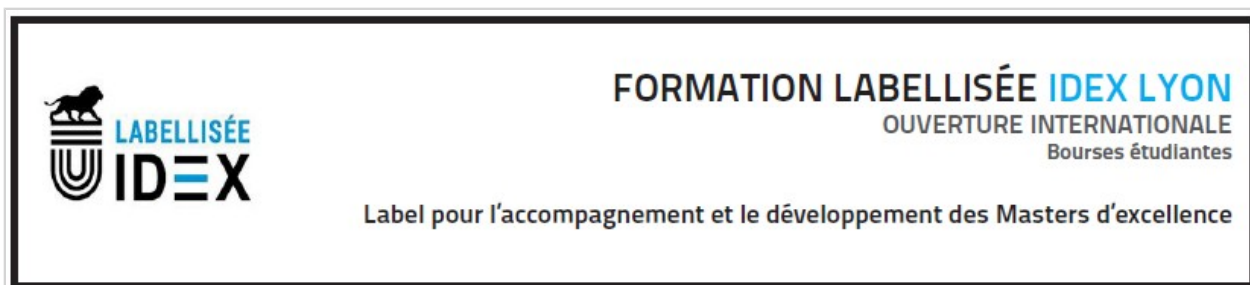 LABELLISÉE
IDEX
FORMATION LABELLISÉE IDEX LYON
OUVERTURE INTERNATIONALE
Bourses étudiantes
Label pour l'accompagnement et le développement des Masters d'excellence